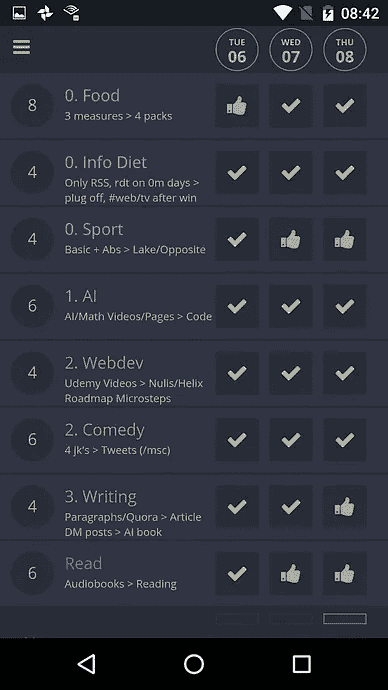 08:42
TUE WED THU
06 07 08
8
0. Food
3 measures > 4 packs
4
0. Info Diet
Only RSS, rdt on 0m days >
plug off, #web/tv after win
4
0. Sport
Basic + Abs > Lake/Opposite
6
1. AI
AI/Math Videos/Pages > Code
4
2. Webdev
Udemy Videos > Nulis/Helix
Roadmap Microsteps
6
2. Comedy
4 jk's > Tweets (/msc)
4
3. Writing
Paragraphs/Quora > Article
DM posts > AI book
6
Read
Audiobooks > Reading